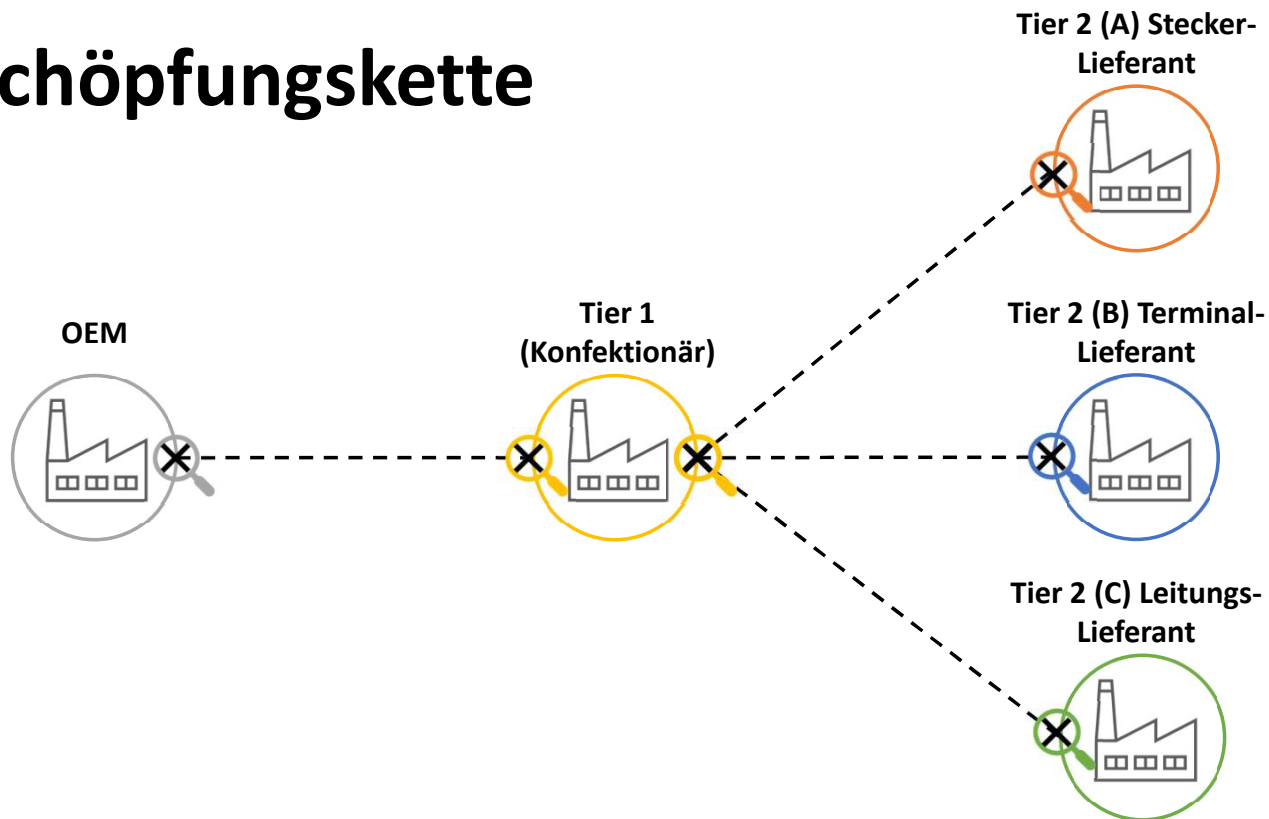 chöpfungskette
Tier 2 (A) Stecker-
Lieferant
OEM
Tier 1
(Konfektionär)
Tier 2 (B) Terminal-
Lieferant
Tier 2 (C) Leitungs-
Lieferant